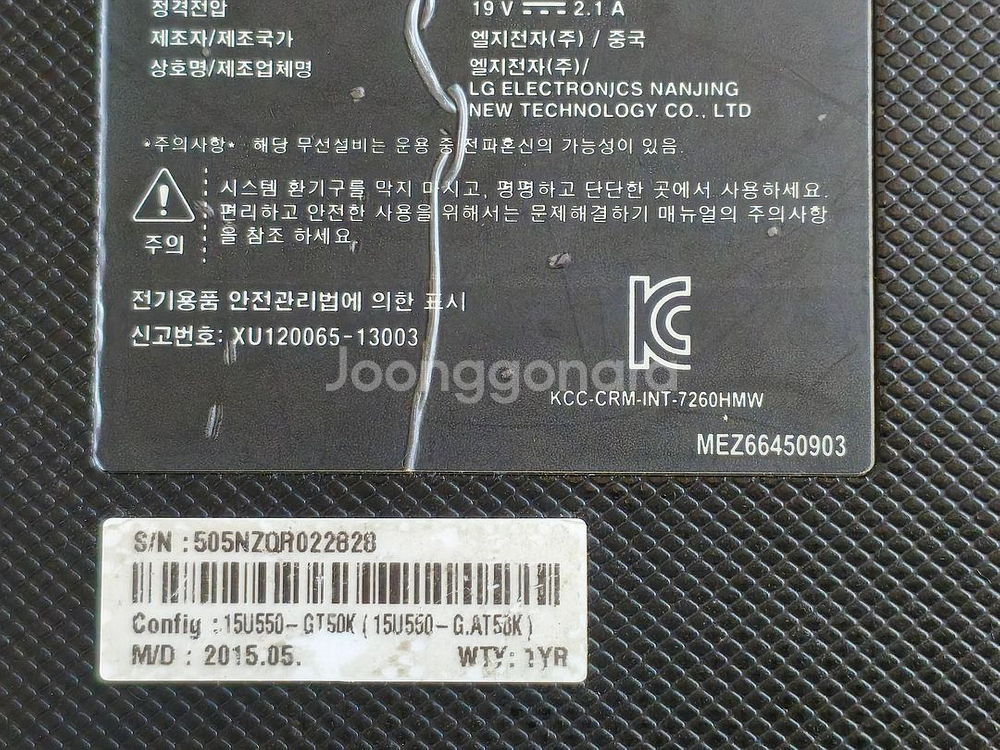 정격전압 19 V ⎓ 2.1 A
제조자/제조국가 엘지전자(주) / 중국
상호명/제조업체명 엘지전자(주)/
LG ELECTRONICS NANJING
NEW TECHNOLOGY CO., LTD
*주의사항* 해당 무선설비는 운용 중 전파혼신의 가능성이 있음.
시스템 환기구를 막지 마시고, 평평하고 단단한 곳에서 사용하세요.
편리하고 안전한 사용을 위해서는 문제해결하기 매뉴얼의 주의사항
을 참조 하세요.
주의
전기용품 안전관리법에 의한 표시
신고번호: XU120065-13003
KC
Joonggonara
KCC-CRM-INT-7260HMW
MEZ66450903
S/N : 505NZQR022828
Config : 15U550-GT50K (15U550-G.AT50K)
M/D : 2015.05. WTY: 1YR